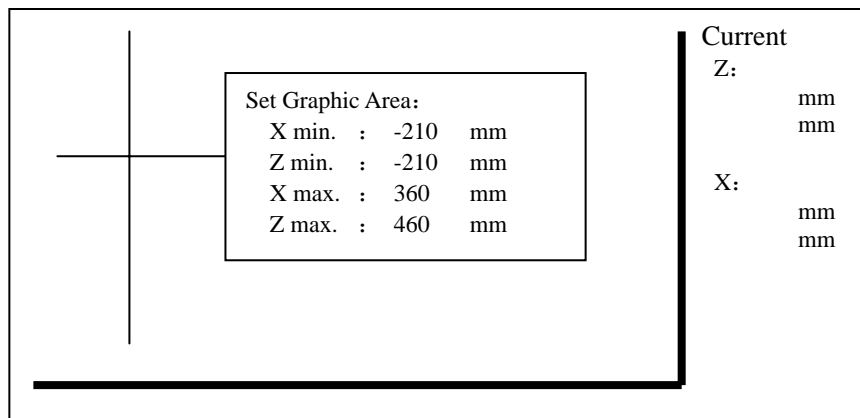 Set Graphic Area：
X min. ： -210 mm
Z min. ： -210 mm
X max. ： 360 mm
Z max. ： 460 mm
Current
Z：
mm
mm
X：
mm
mm